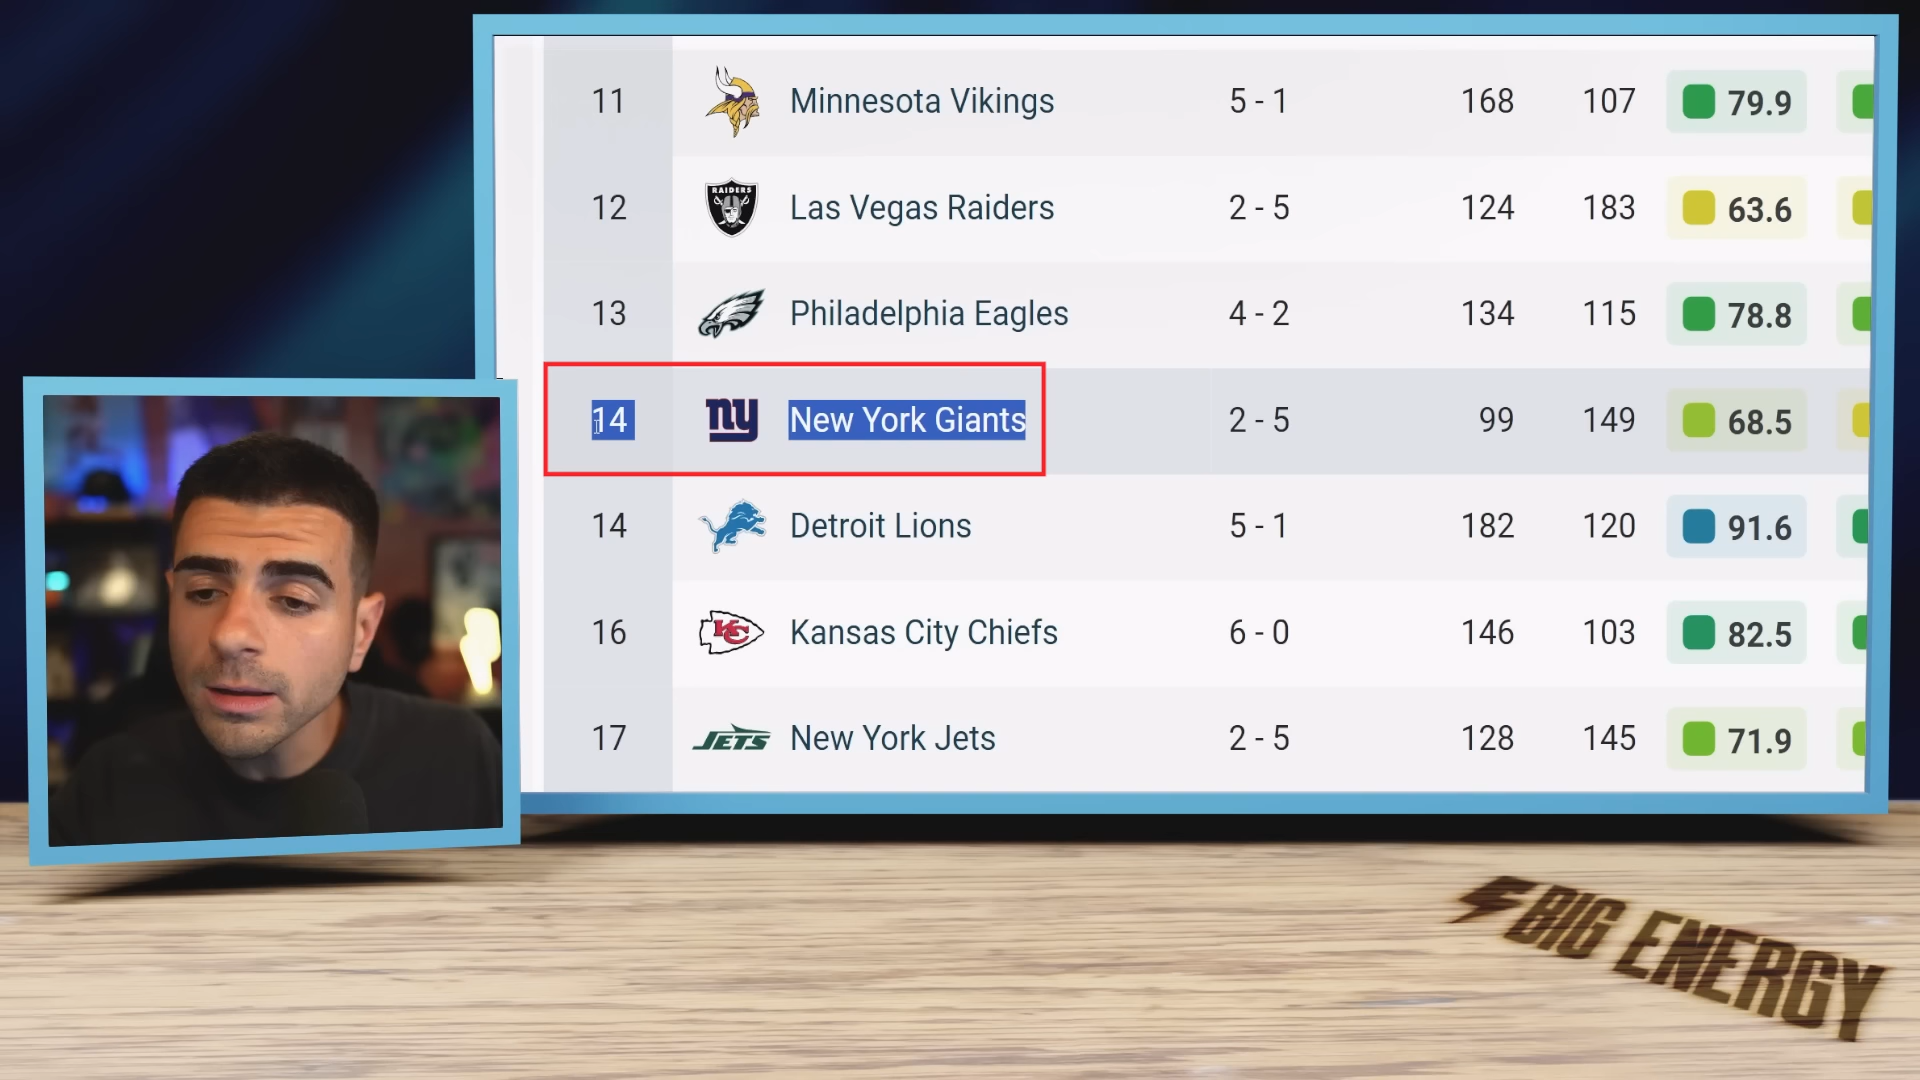 11 Minnesota Vikings 5 - 1 168 107 79.9
RAIDERS
12 Las Vegas Raiders 2 - 5 124 183 63.6
13 Philadelphia Eagles 4 - 2 134 115 78.8
14 ny New York Giants 2 - 5 99 149 68.5
14 Detroit Lions 5 - 1 182 120 91.6
16 KC Kansas City Chiefs 6 - 0 146 103 82.5
17 JETS New York Jets 2 - 5 128 145 71.9
BIG ENERGY